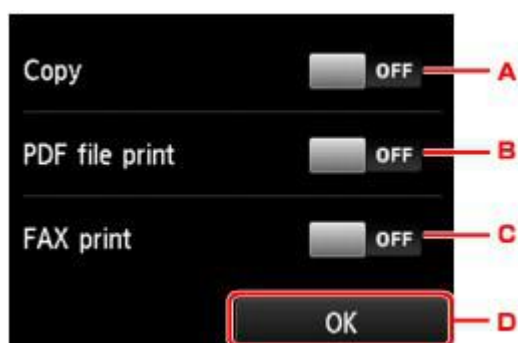 Copy OFF A
PDF file print OFF B
FAX print OFF C
OK D